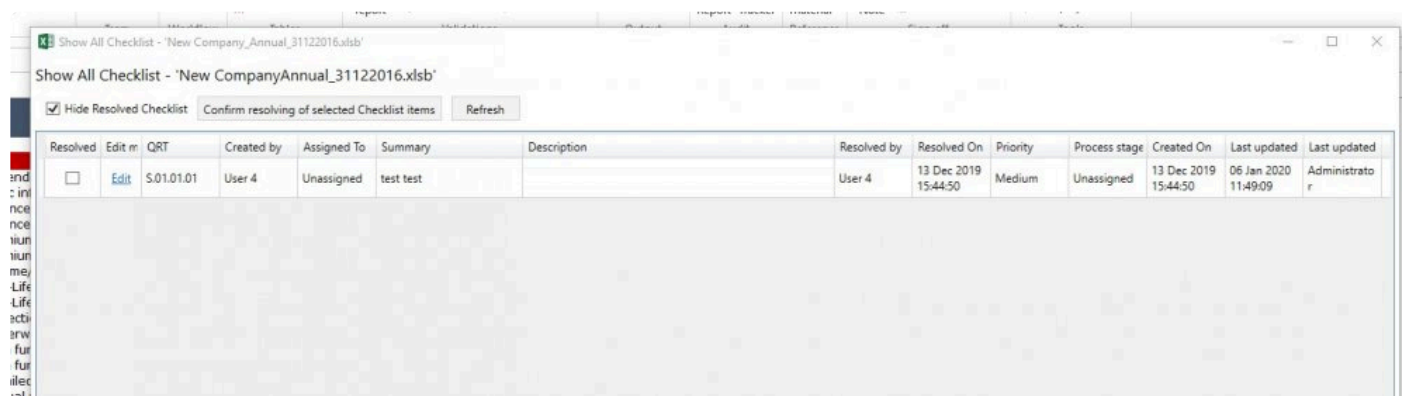 Show All Checklist - 'New Company_Annual_31122016.xlsb'
Show All Checklist - 'New CompanyAnnual_31122016.xlsb'
Hide Resolved Checklist Confirm resolving of selected Checklist items Refresh
Resolved Edit m QRT Created by Assigned To Summary Description Resolved by Resolved On Priority Process stage Created On Last updated Last updated
Edit S.01.01.01 User 4 Unassigned test test User 4 13 Dec 2019 Medium Unassigned 13 Dec 2019 06 Jan 2020 Administrato
15:44:50 15:44:50 11:49:09 r